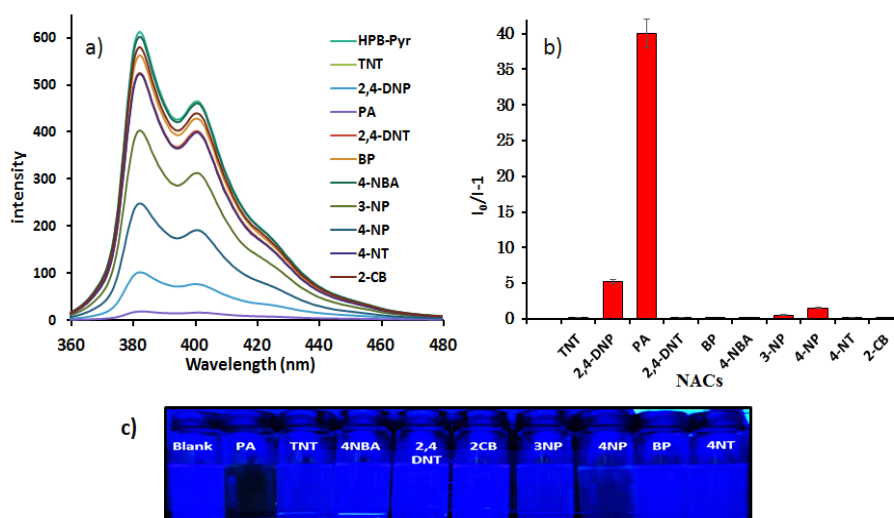 a)
600
500
400
300
200
100
0
intensity
360
380
400
420
440
460
480
Wavelength (nm)
HPB-Pyr
TNT
2,4-DNP
PA
2,4-DNT
BP
4-NBA
3-NP
4-NP
4-NT
2-CB
b)
40
35
30
25
20
15
10
5
0
I₀/I-1
TNT
2,4-DNP
PA
2,4-DNT
BP
4-NBA
3-NP
4-NP
4-NT
2-CB
NACs
c)
Blank PA TNT 4NBA 2,4 2CB 3NP 4NP BP 4NT
DNT